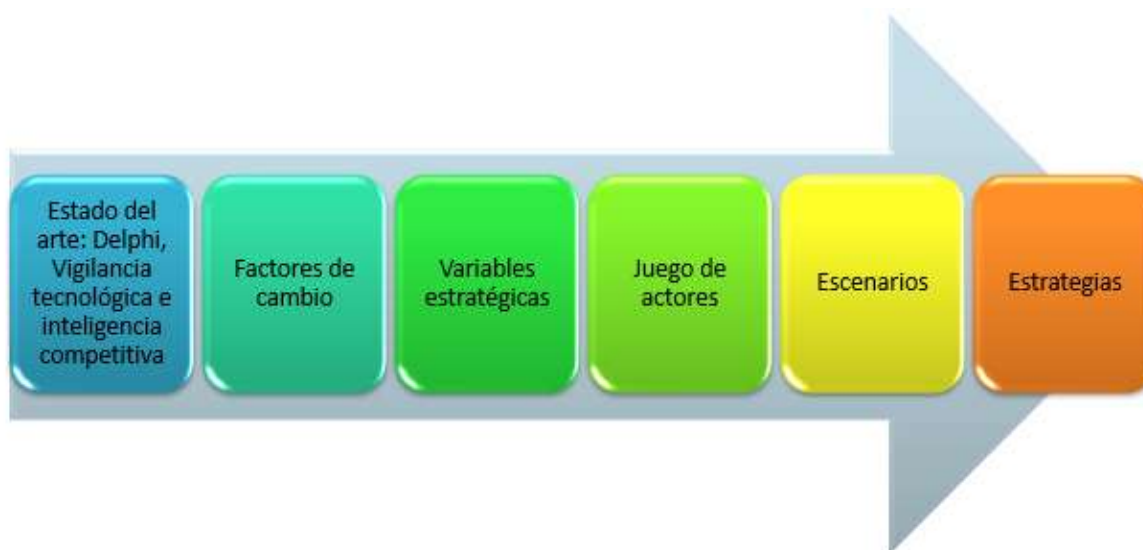 Estado del
arte: Delphi,
Vigilancia
tecnológica e
inteligencia
competitiva
Factores de
cambio
Variables
estratégicas
Juego de
actores
Escenarios
Estrategias